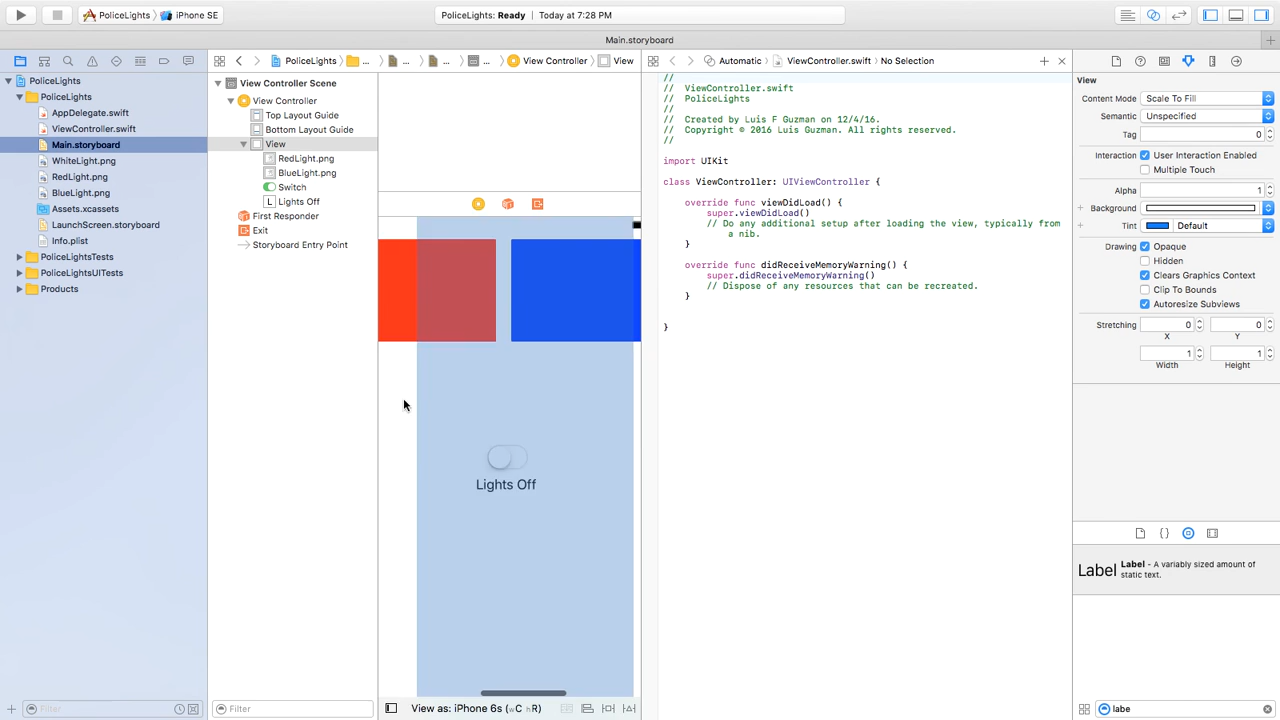 PoliceLights iPhone SE
PoliceLights: Ready Today at 7:28 PM
Main.storyboard
PoliceLights
PoliceLights
AppDelegate.swift
ViewController.swift
Main.storyboard
WhiteLight.png
RedLight.png
BlueLight.png
Assets.xcassets
LaunchScreen.storyboard
Info.plist
PoliceLightsTests
PoliceLightsUITests
Products
Filter
PoliceLights ... ... ... ... View Controller View
View Controller Scene
View Controller
Top Layout Guide
Bottom Layout Guide
View
RedLight.png
BlueLight.png
Switch
L Lights Off
First Responder
Exit
Storyboard Entry Point
Filter
Lights Off
View as: iPhone 6s (wC hR)
Automatic ViewController.swift No Selection
//
// ViewController.swift
// PoliceLights
//
// Created by Luis F Guzman on 12/4/16.
// Copyright © 2016 Luis Guzman. All rights reserved.
//
import UIKit
class ViewController: UIViewController {
override func viewDidLoad() {
super.viewDidLoad()
// Do any additional setup after loading the view, typically from
a nib.
}
override func didReceiveMemoryWarning() {
super.didReceiveMemoryWarning()
// Dispose of any resources that can be recreated.
}
}
View
Content Mode Scale To Fill
Semantic Unspecified
Tag 0
Interaction User Interaction Enabled
Multiple Touch
Alpha 1
Background
Tint Default
Drawing Opaque
Hidden
Clears Graphics Context
Clip To Bounds
Autoresize Subviews
Stretching 0 0
X Y
1 1
Width Height
Label Label - A variably sized amount of
static text.
labe